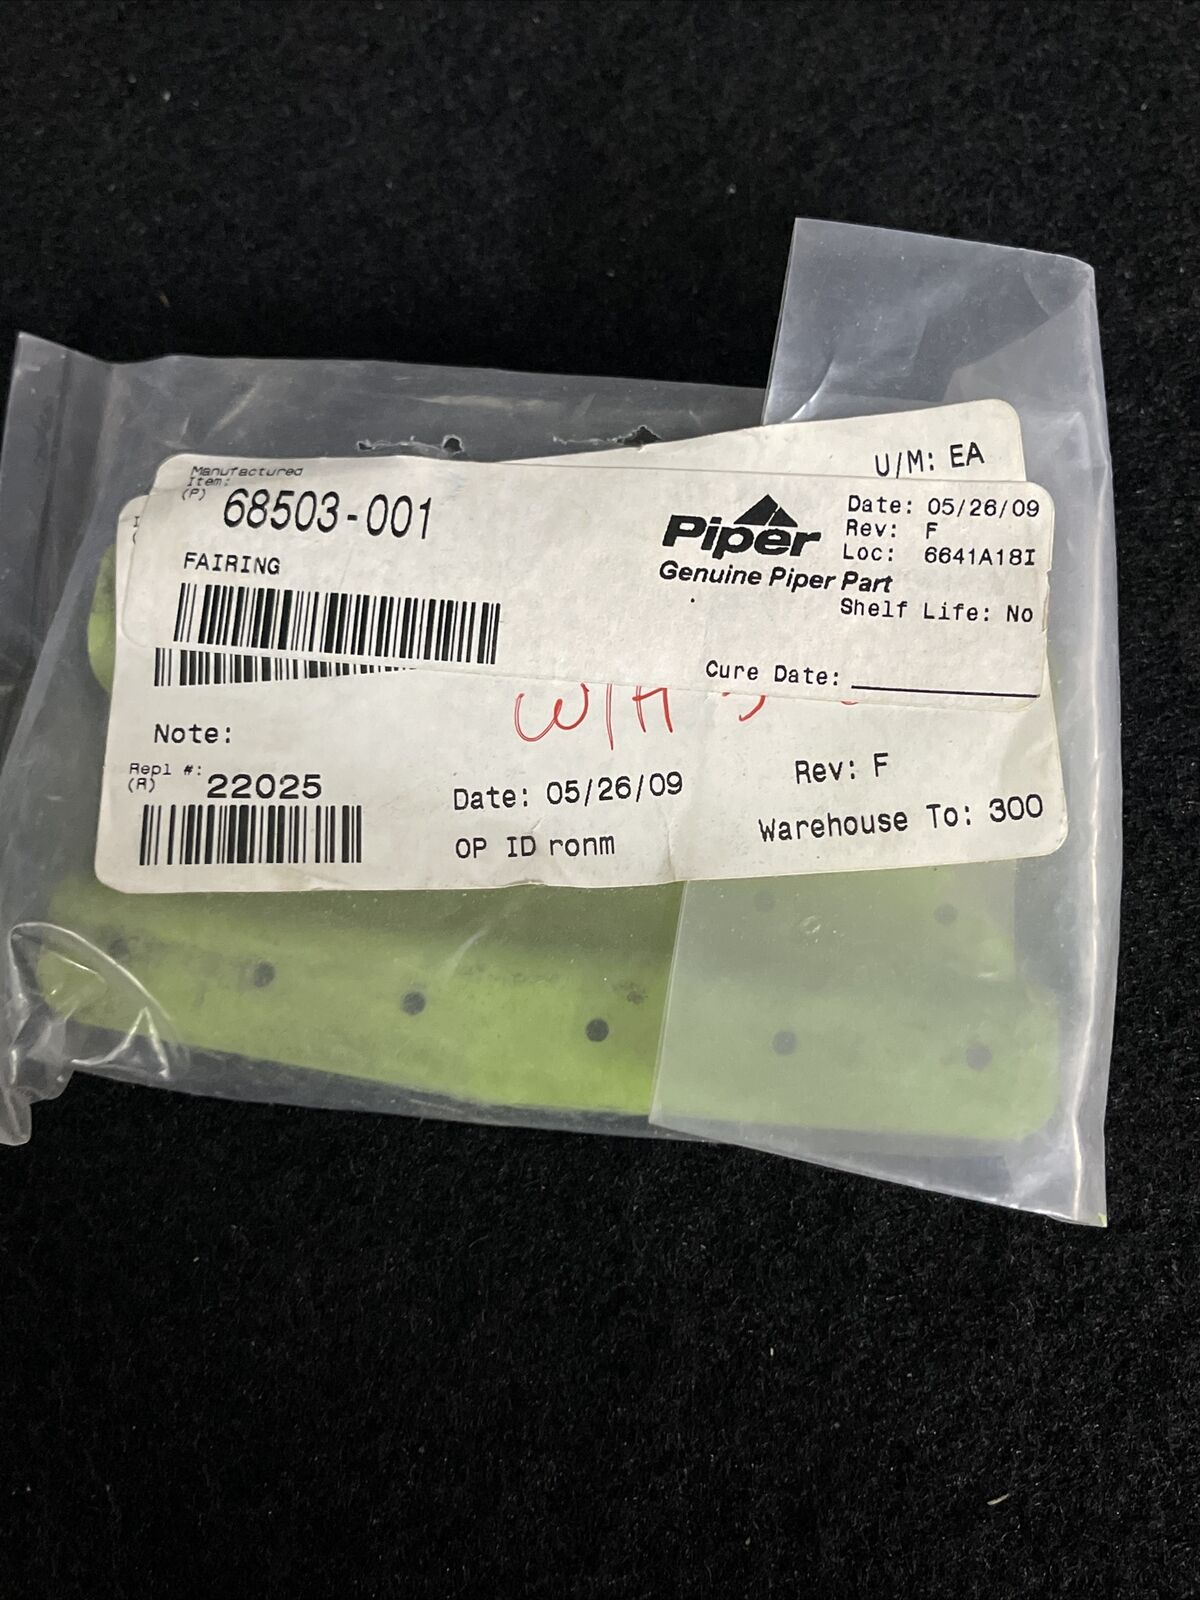 U/M: EA
Manufactured
Item:
(P) 68503-001
FAIRING
Piper
Genuine Piper Part
Date: 05/26/09
Rev: F
Loc: 6641A18I
Shelf Life: No
Cure Date:
W/H
Note:
Repl #:
(R) 22025
Date: 05/26/09
OP ID ronm
Rev: F
Warehouse To: 300